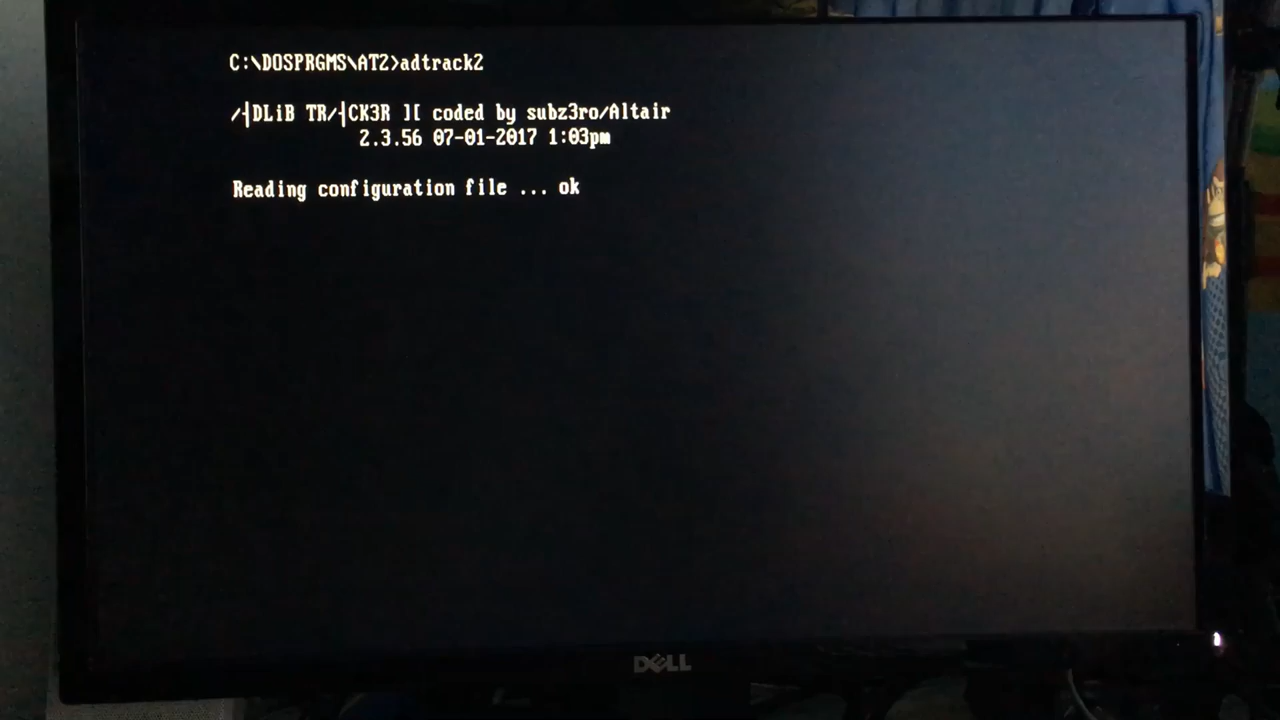 C:\DOSPRGMS\AT2>adtrack2
/┤DLiB TR/┤CK3R ][ coded by subz3ro/Altair
2.3.56 07-01-2017 1:03pm
Reading configuration file ... ok
DELL